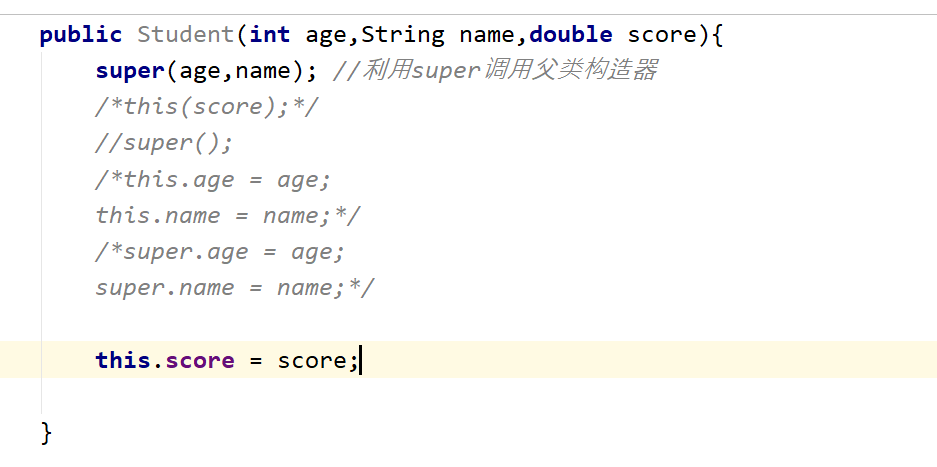 public Student(int age,String name,double score){
super(age,name); //利用super调用父类构造器
/*this(score);*/
//super();
/*this.age = age;
this.name = name;*/
/*super.age = age;
super.name = name;*/
this.score = score;
}